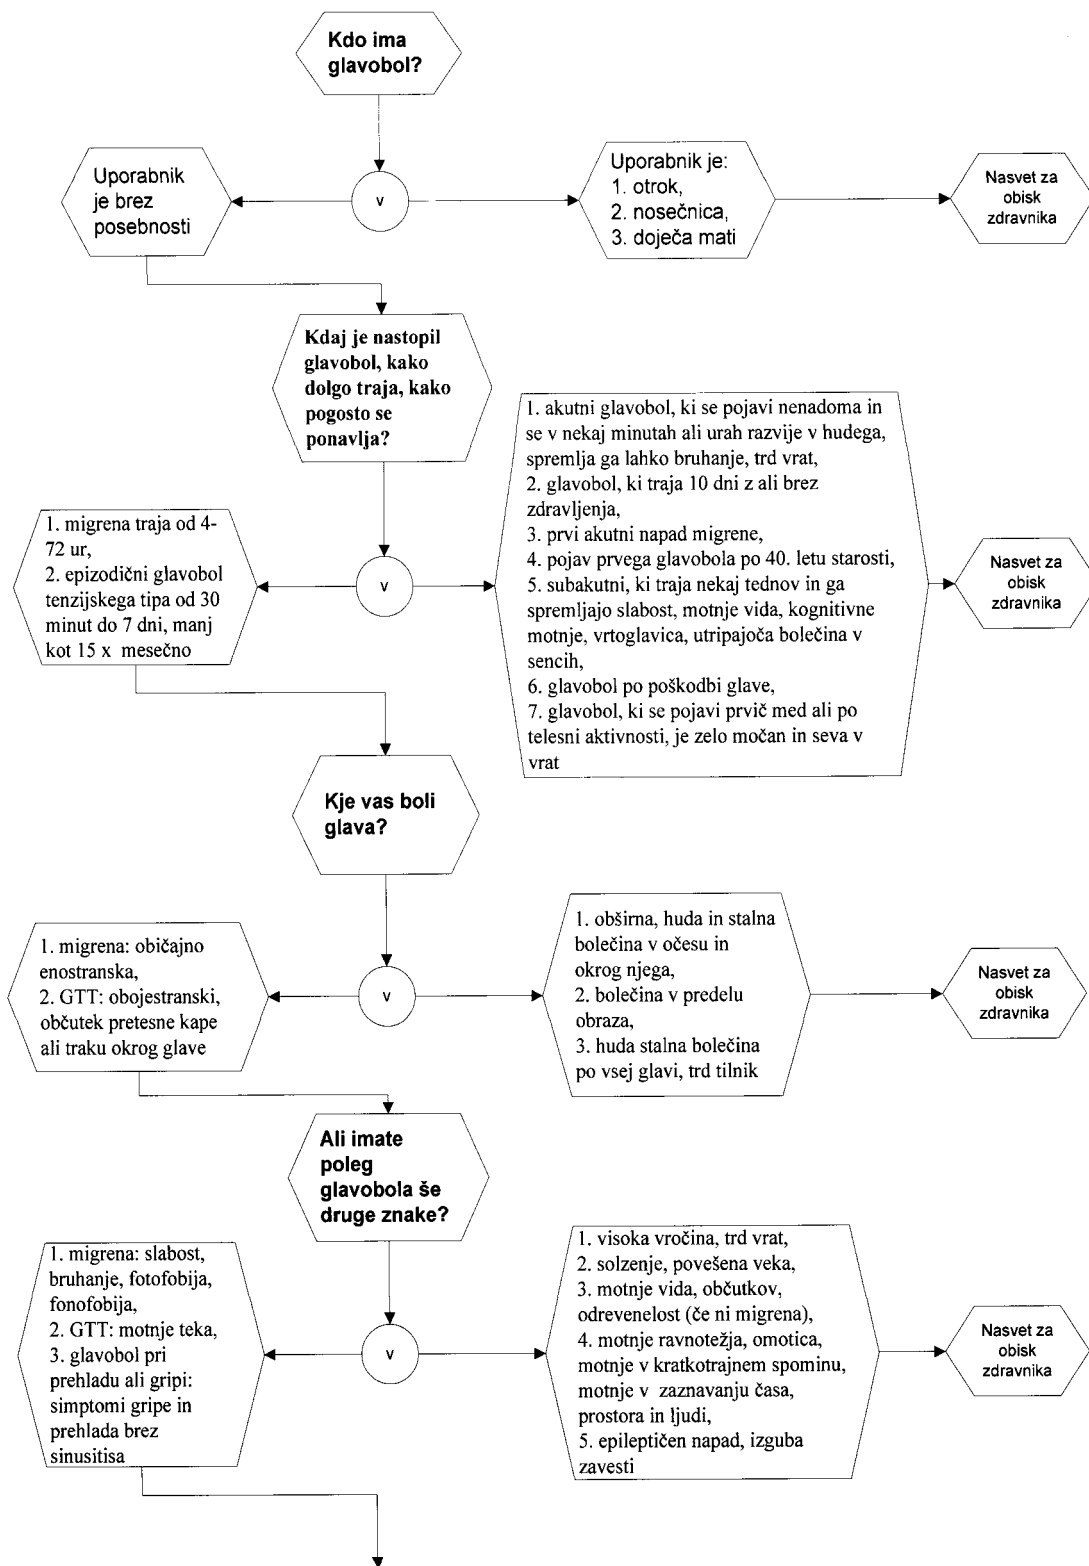 Kdo ima
glavobol?
Uporabnik
je brez
posebnosti
v
Uporabnik je:
1. otrok,
2. nosečnica,
3. doječa mati
Nasvet za
obisk
zdravnika
Kdaj je nastopil
glavobol, kako
dolgo traja, kako
pogosto se
ponavlja?
1. migrena traja od 4-
72 ur,
2. epizodični glavobol
tenzijskega tipa od 30
minut do 7 dni, manj
kot 15 x mesečno
v
1. akutni glavobol, ki se pojavi nenadoma in
se v nekaj minutah ali urah razvije v hudega,
spremlja ga lahko bruhanje, trd vrat,
2. glavobol, ki traja 10 dni z ali brez
zdravljenja,
3. prvi akutni napad migrene,
4. pojav prvega glavobola po 40. letu starosti,
5. subakutni, ki traja nekaj tednov in ga
spremljajo slabost, motnje vida, kognitivne
motnje, vrtoglavica, utripajoča bolečina v
sencih,
6. glavobol po poškodbi glave,
7. glavobol, ki se pojavi prvič med ali po
telesni aktivnosti, je zelo močan in seva v
vrat
Nasvet za
obisk
zdravnika
Kje vas boli
glava?
1. migrena: običajno
enostranska,
2. GTT: obojestranski,
občutek pretesne kape
ali traku okrog glave
v
1. obširna, huda in stalna
bolečina v očesu in
okrog njega,
2. bolečina v predelu
obraza,
3. huda stalna bolečina
po vsej glavi, trd tilnik
Nasvet za
obisk
zdravnika
Ali imate
poleg
glavobola še
druge znake?
1. migrena: slabost,
bruhanje, fotofobija,
fonofobija,
2. GTT: motnje teka,
3. glavobol pri
prehladu ali gripi:
simptomi gripe in
prehlada brez
sinusitisa
v
1. visoka vročina, trd vrat,
2. solzenje, povešena veka,
3. motnje vida, občutkov,
odrevenelost (če ni migrena),
4. motnje ravnotežja, omotica,
motnje v kratkotrajnem spominu,
motnje v zaznavanju časa,
prostora in ljudi,
5. epileptičen napad, izguba
zavesti
Nasvet za
obisk
zdravnika